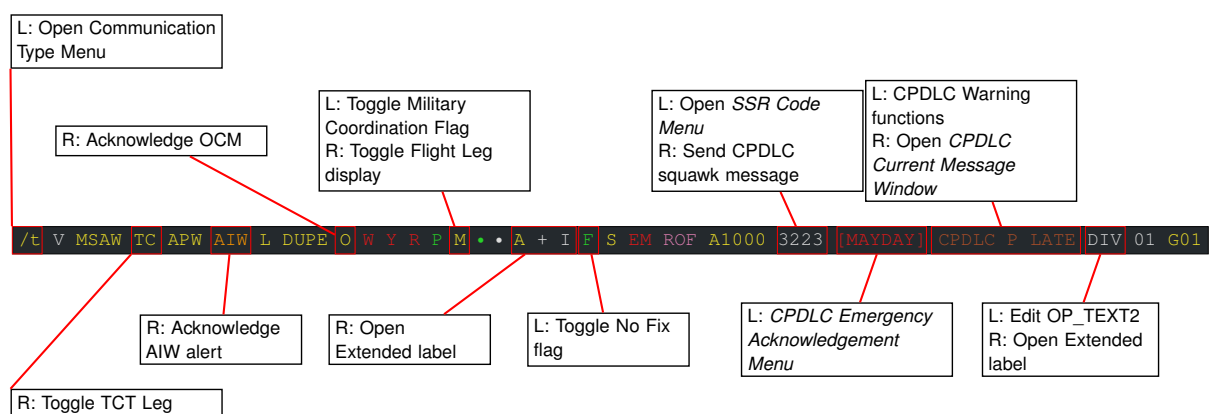 L: Open Communication
Type Menu
R: Acknowledge OCM
L: Toggle Military
Coordination Flag
R: Toggle Flight Leg
display
L: Open SSR Code
Menu
R: Send CPDLC
squawk message
L: CPDLC Warning
functions
R: Open CPDLC
Current Message
Window
/t V MSAW TC APW AIW L DUPE O W Y R P M • • A + I F S EM ROF A1000 3223 [MAYDAY] CPDLC P LATE DIV 01 G01
R: Acknowledge
AIW alert
R: Open
Extended label
L: Toggle No Fix
flag
L: CPDLC Emergency
Acknowledgement
Menu
L: Edit OP_TEXT2
R: Open Extended
label
R: Toggle TCT Leg